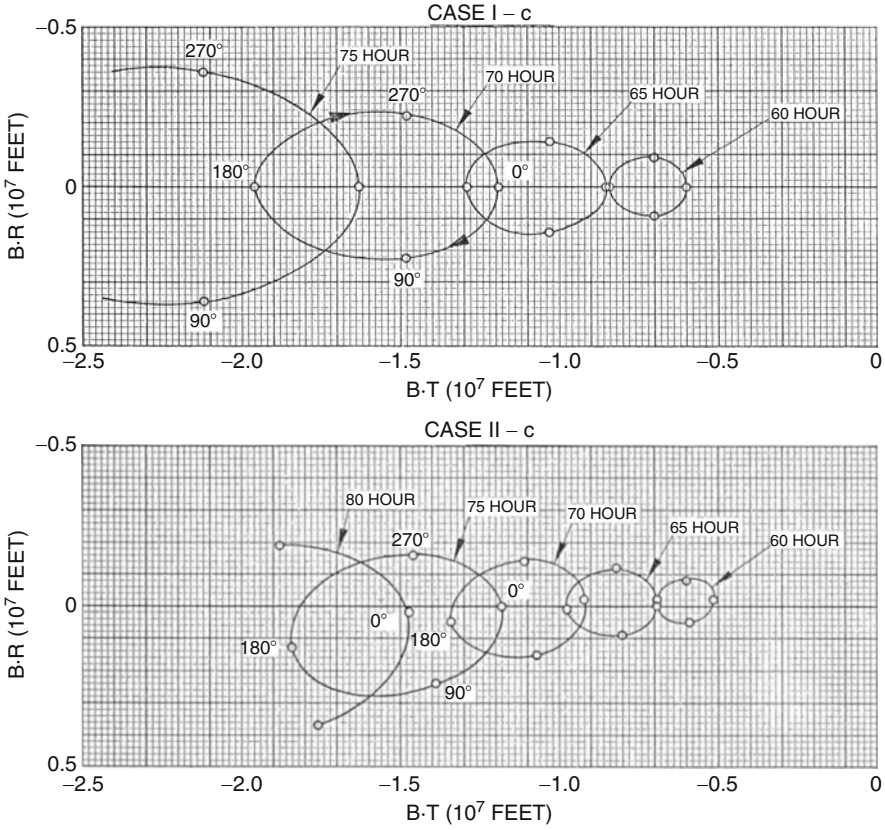 CASE I – c
–0.5
270°
75 HOUR
270°
70 HOUR
65 HOUR
60 HOUR
180°
0°
0
B·R (10⁷ FEET)
90°
90°
0.5
–2.5 –2.0 –1.5 –1.0 –0.5 0
B·T (10⁷ FEET)
CASE II – c
–0.5
80 HOUR
75 HOUR
70 HOUR
65 HOUR
60 HOUR
270°
0°
0
0°
180°
180°
B·R (10⁷ FEET)
90°
0.5
–2.5 –2.0 –1.5 –1.0 –0.5 0
B·T (10⁷ FEET)